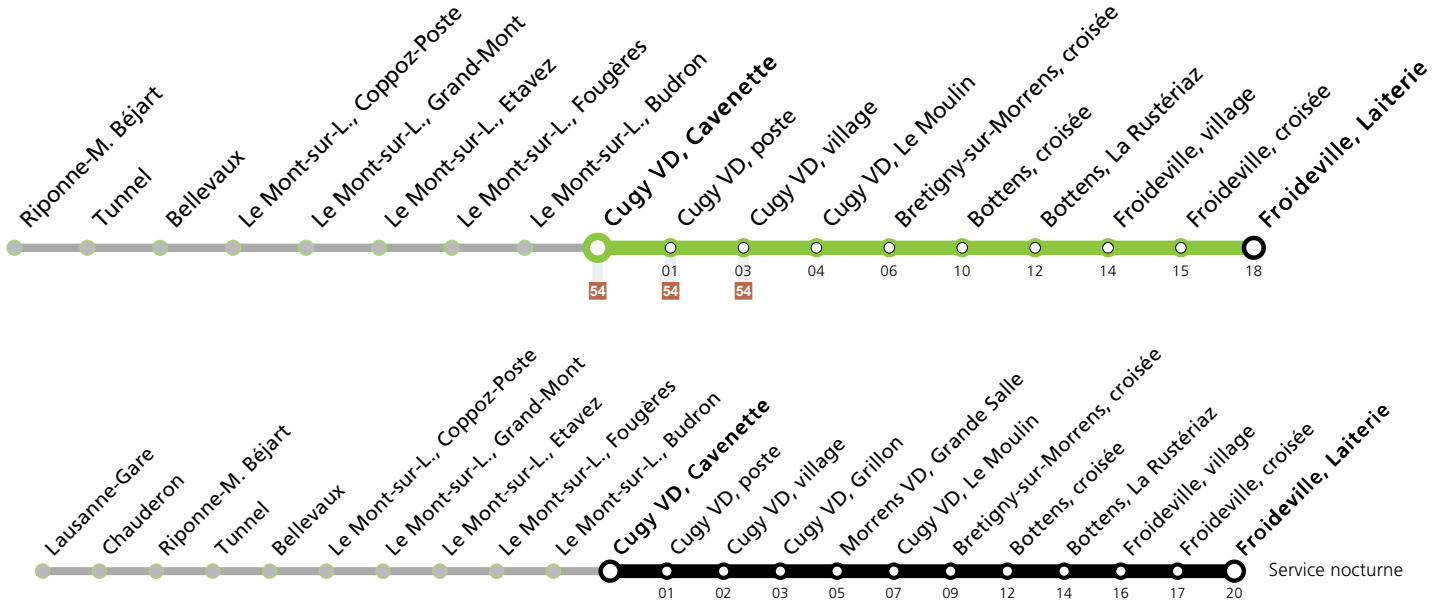 Riponne-M. Béjart
Tunnel
Bellevaux
Le Mont-sur-L., Coppoz-Poste
Le Mont-sur-L., Grand-Mont
Le Mont-sur-L., Etavez
Le Mont-sur-L., Fougères
Le Mont-sur-L., Budron
Cugy VD, Cavenette
Cugy VD, poste
Cugy VD, village
Cugy VD, Le Moulin
Bretigny-sur-Morrens, croisée
Bottens, croisée
Bottens, La Rustériaz
Froideville, village
Froideville, croisée
Froideville, Laiterie
01 03 04 06 10 12 14 15 18
54 54 54
Lausanne-Gare
Chauderon
Riponne-M. Béjart
Tunnel
Bellevaux
Le Mont-sur-L., Coppoz-Poste
Le Mont-sur-L., Grand-Mont
Le Mont-sur-L., Etavez
Le Mont-sur-L., Fougères
Le Mont-sur-L., Budron
Cugy VD, Cavenette
Cugy VD, poste
Cugy VD, village
Cugy VD, Grillon
Morrens VD, Grande Salle
Cugy VD, Le Moulin
Bretigny-sur-Morrens, croisée
Bottens, croisée
Bottens, La Rustériaz
Froideville, village
Froideville, croisée
Froideville, Laiterie
Service nocturne
01 02 03 05 07 09 12 14 16 17 20